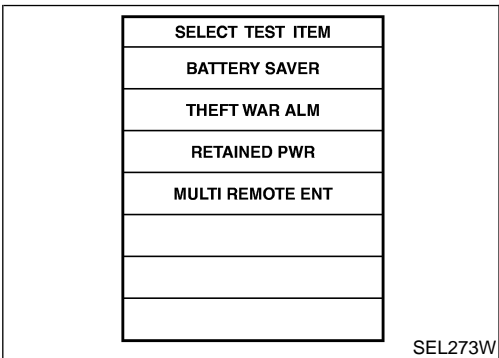 SELECT TEST ITEM
BATTERY SAVER
THEFT WAR ALM
RETAINED PWR
MULTI REMOTE ENT
SEL273W